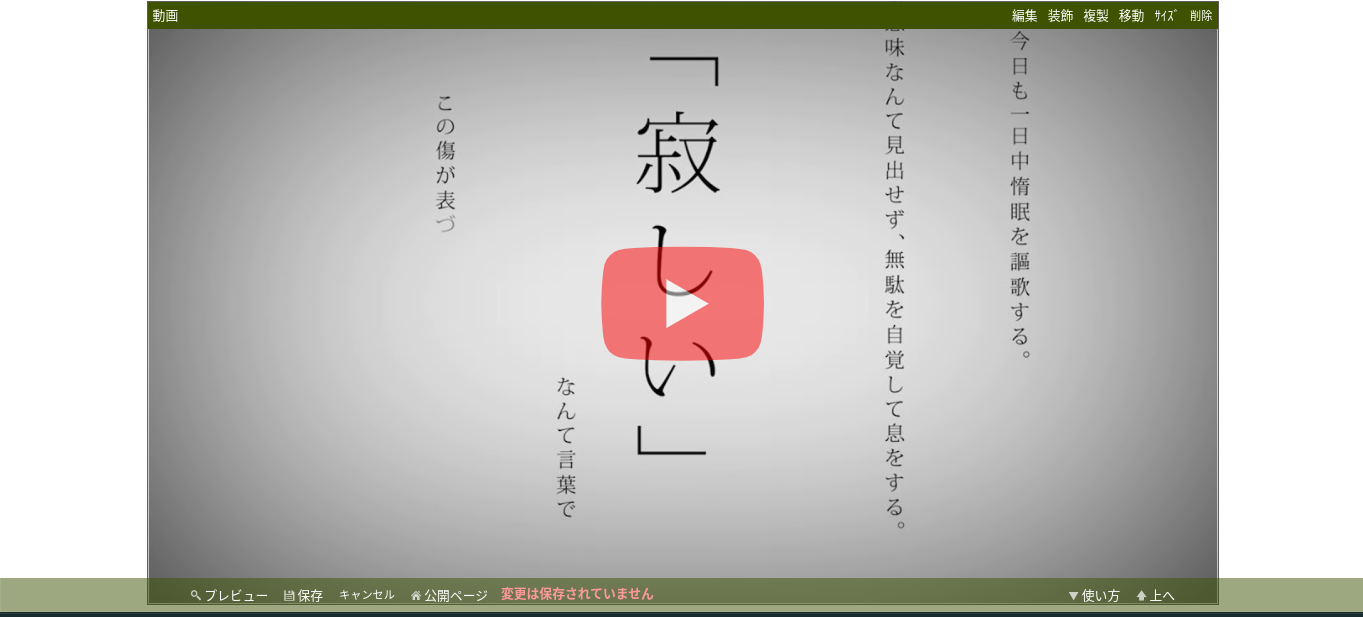 動画
編集 装飾 複製 移動 ｻｲｽﾞ 削除
今日も一日中惰眠を謳歌する。
味なんて見出せず、無駄を自覚して息をする。
「寂しい」
なんて言葉で
この傷が表づ
プレビュー 保存 キャンセル 公開ページ 変更は保存されていません 使い方 上へ